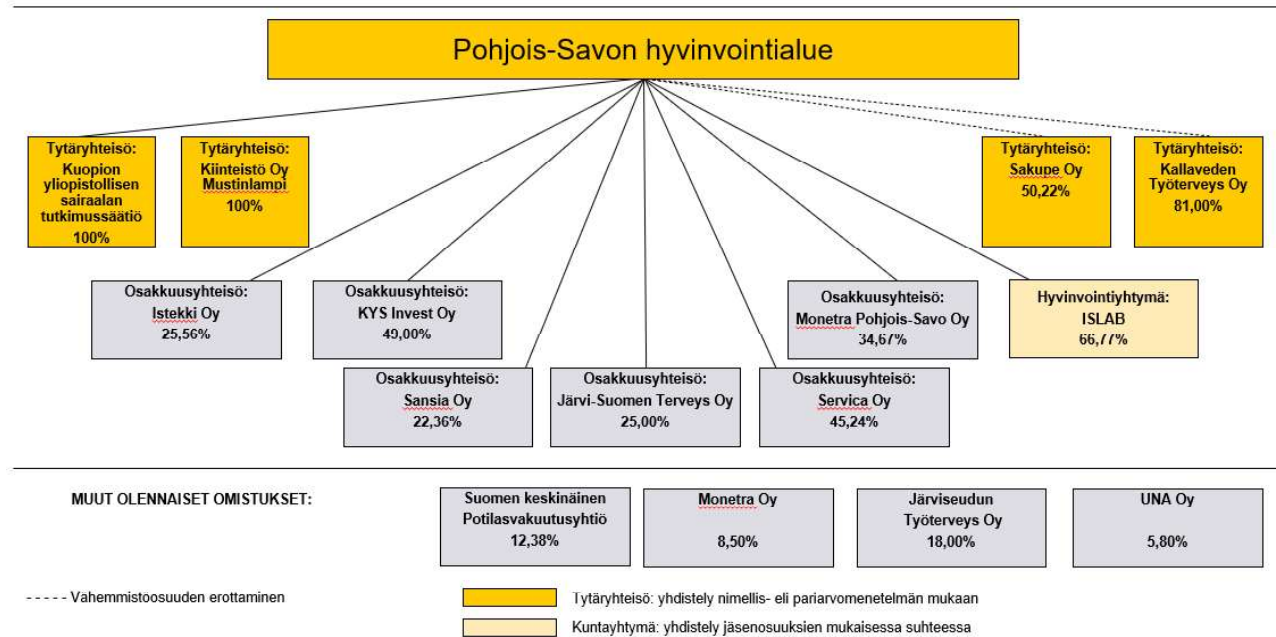 Pohjois-Savon hyvinvointialue
Tytäryhteisö:
Kuopion
yliopistollisen
sairaalan
tutkimussäätiö
100%
Tytäryhteisö:
Kiinteistö Oy
Mustinlampi
100%
Tytäryhteisö:
Sakupe Oy
50,22%
Tytäryhteisö:
Kallaveden
Työterveys Oy
81,00%
Osakkuusyhteisö:
Istekki Oy
25,56%
Osakkuusyhteisö:
KYS Invest Oy
49,00%
Osakkuusyhteisö:
Monetra Pohjois-Savo Oy
34,67%
Hyvinvointiyhtymä:
ISLAB
66,77%
Osakkuusyhteisö:
Sansia Oy
22,36%
Osakkuusyhteisö:
Järvi-Suomen Terveys Oy
25,00%
Osakkuusyhteisö:
Servica Oy
45,24%
MUUT OLENNAISET OMISTUKSET:
Suomen keskinäinen
Potilasvakuutusyhtiö
12,38%
Monetra Oy
8,50%
Järviseudun
Työterveys Oy
18,00%
UNA Oy
5,80%
----- Vähemmistöosuuden erottaminen
Tytäryhteisö: yhdistely nimellis- eli pariarvomenetelmän mukaan
Kuntayhtymä: yhdistely jäsenosuuksien mukaisessa suhteessa